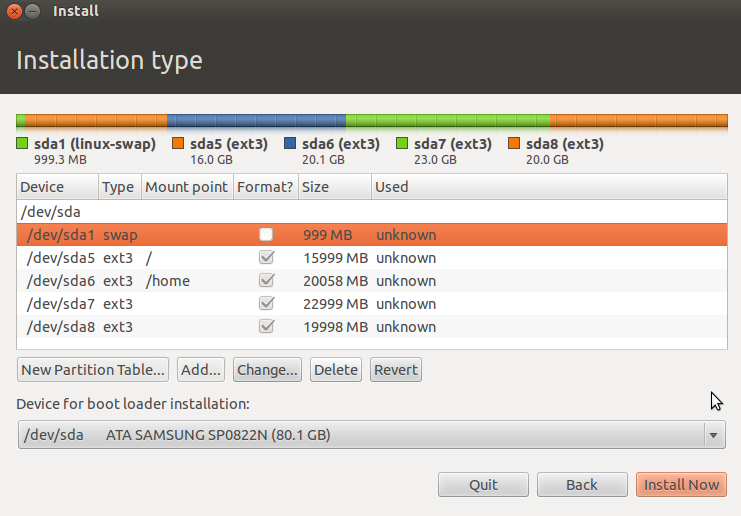 Install
Installation type
sda1 (linux-swap) sda5 (ext3) sda6 (ext3) sda7 (ext3) sda8 (ext3)
999.3 MB 16.0 GB 20.1 GB 23.0 GB 20.0 GB
Device Type Mount point Format? Size Used
/dev/sda
/dev/sda1 swap 999 MB unknown
/dev/sda5 ext3 / 15999 MB unknown
/dev/sda6 ext3 /home 20058 MB unknown
/dev/sda7 ext3 22999 MB unknown
/dev/sda8 ext3 19998 MB unknown
New Partition Table... Add... Change... Delete Revert
Device for boot loader installation:
/dev/sda ATA SAMSUNG SP0822N (80.1 GB)
Quit Back Install Now